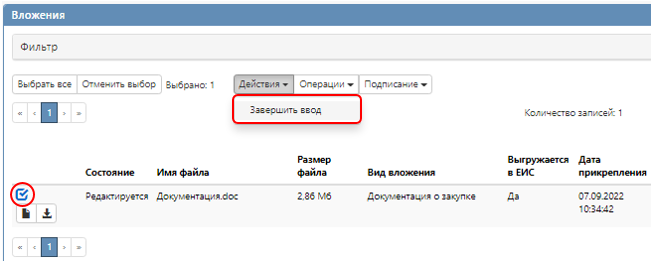 Вложения
Фильтр
Выбрать все Отменить выбор Выбрано: 1 Действия Операции Подписание
« ‹ 1 › » Количество записей: 1
Завершить ввод
Состояние Имя файла Размер файла Вид вложения Выгружается в ЕИС Дата прикрепления
Редактируется Документация.doc 2,86 Мб Документация о закупке Да 07.09.2022 10:34:42
« ‹ 1 › »